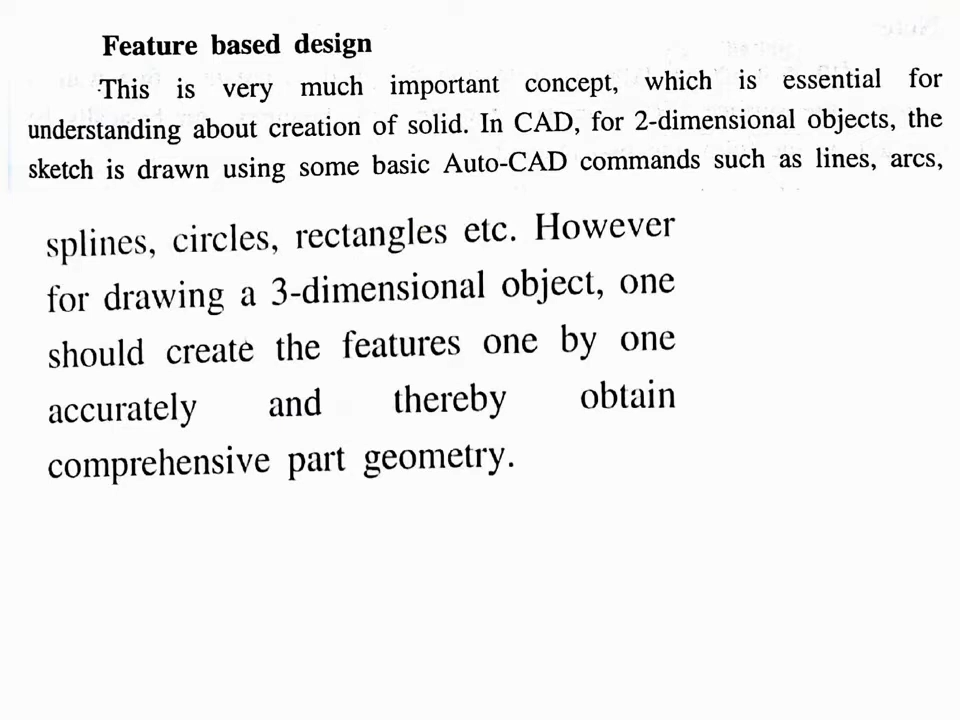 Feature based design
This is very much important concept, which is essential for
understanding about creation of solid. In CAD, for 2-dimensional objects, the
sketch is drawn using some basic Auto-CAD commands such as lines, arcs,
splines, circles, rectangles etc. However
for drawing a 3-dimensional object, one
should create the features one by one
accurately and thereby obtain
comprehensive part geometry.